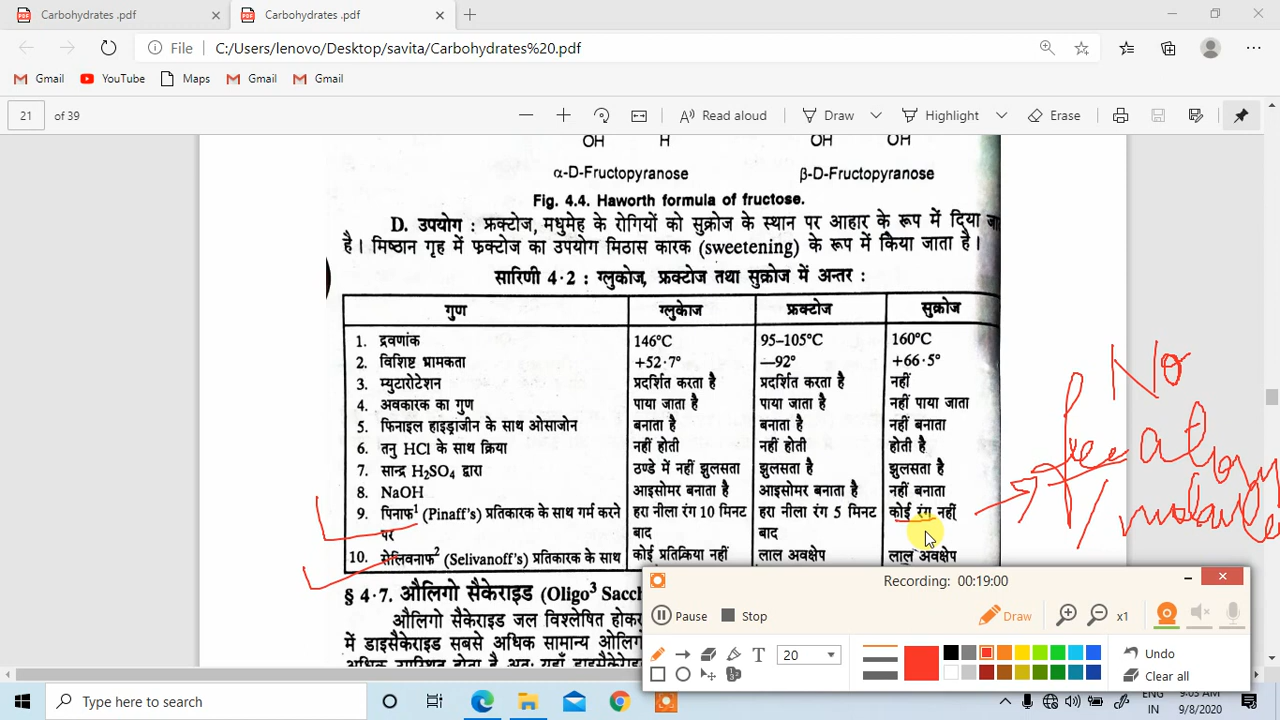 Carbohydrates .pdf
Carbohydrates .pdf
File C:/Users/lenovo/Desktop/savita/Carbohydrates%20.pdf
Gmail YouTube Maps Gmail Gmail
21 of 39 Read aloud Draw Highlight Erase
OH H OH OH
α-D-Fructopyranose β-D-Fructopyranose
Fig. 4.4. Haworth formula of fructose.
D. उपयोग : फ्रक्टोज, मधुमेह के रोगियों को सुक्रोज के स्थान पर आहार के रूप में दिया जा
है। मिष्ठान गृह में फ्रक्टोज का उपयोग मिठास कारक (sweetening) के रूप में किया जाता है।
सारिणी 4·2 : ग्लुकोज, फ्रक्टोज तथा सुक्रोज में अन्तर :
गुण ग्लुकेाज फ्रक्टोज सुक्रोज
1. द्रवणांक 146°C 95–105°C 160°C
2. विशिष्ट भ्रामकता +52·7° —92° +66·5°
3. म्युटारोटेशन प्रदर्शित करता है प्रदर्शित करता है नहीं
4. अवकारक का गुण पाया जाता है पाया जाता है नहीं पाया जाता
5. फिनाइल हाइड्राजीन के साथ ओसाजोन बनाता है बनाता है नहीं बनाता
6. तनु HCl के साथ क्रिया नहीं होती नहीं होती होती है
7. सान्द्र H₂SO₄ द्वारा ठण्डे में नहीं झुलसता झुलसता है झुलसता है
8. NaOH आइसोमर बनाता है आइसोमर बनाता है नहीं बनाता
9. पिनाफ¹ (Pinaff's) प्रतिकारक के साथ गर्म करने हरा नीला रंग 10 मिनट हरा नीला रंग 5 मिनट कोई रंग नहीं
पर बाद बाद
10. सेलिवनाफ² (Selivanoff's) प्रतिकारक के साथ कोई प्रतिक्रिया नहीं लाल अवक्षेप लाल अवक्षेप
No
free
§ 4·7. औलिगो सैकेराइड (Oligo³ Sacc
औलिगो सैकेराइड जल विश्लेषित होकर
में डाइसैकेराइड सबसे अधिक सामान्य ओलि
Recording: 00:19:00
Pause Stop Draw x1
T 20 Undo
Clear all
Type here to search
ENG 9:03 AM
IN 9/8/2020